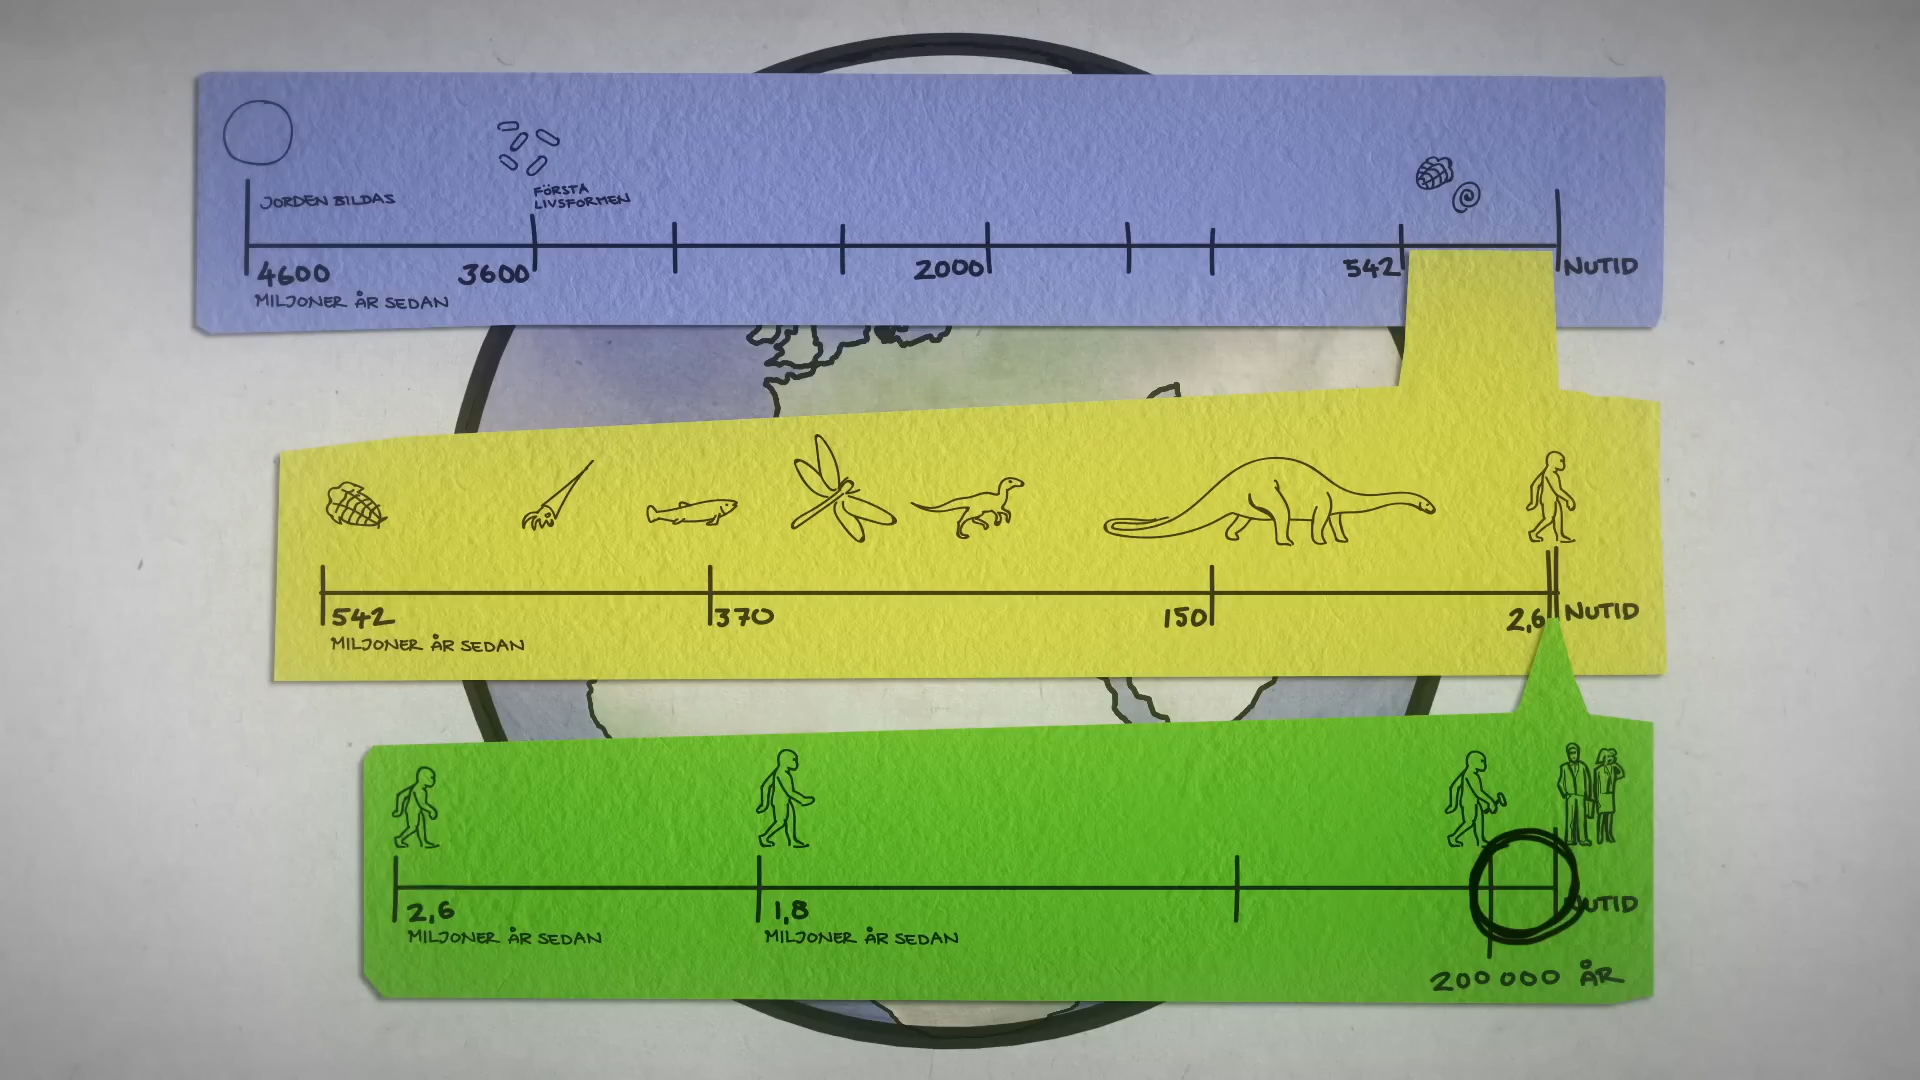 JORDEN BILDAS
FÖRSTA
LIVSFORMEN
4600
3600
2000
542
NUTID
MILJONER ÅR SEDAN
542
370
150
2,6
NUTID
MILJONER ÅR SEDAN
2,6
1,8
NUTID
MILJONER ÅR SEDAN
MILJONER ÅR SEDAN
200 000 ÅR